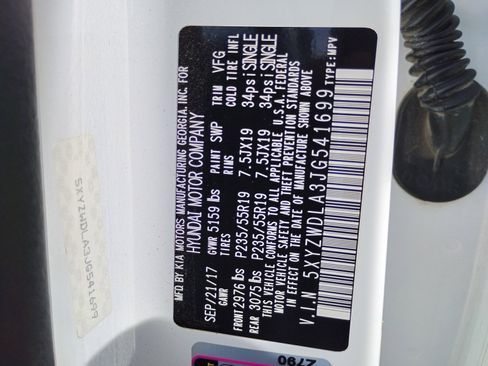 MFD BY KIA MOTORS MANUFACTURING GEORGIA, INC. FOR
HYUNDAI MOTOR COMPANY
SEP/21/17 GVWR 5159 lbs PAINT SWP TRIM VFG
GAWR TIRES RIMS COLD TIRE INFL
FRONT 2976 lbs P235/55R19 7.5JX19 34psi SINGLE
REAR 3075 lbs P235/55R19 7.5JX19 34psi SINGLE
THIS VEHICLE CONFORMS TO ALL APPLICABLE U.S.A. FEDERAL
MOTOR VEHICLE SAFETY AND BUMPER STANDARDS
IN EFFECT ON THE DATE OF MANUFACTURE SHOWN ABOVE.
V.I.N 5XYZWDLA3JG541699 TYPE:MPV
5XYZWDLA3JG541699
2790